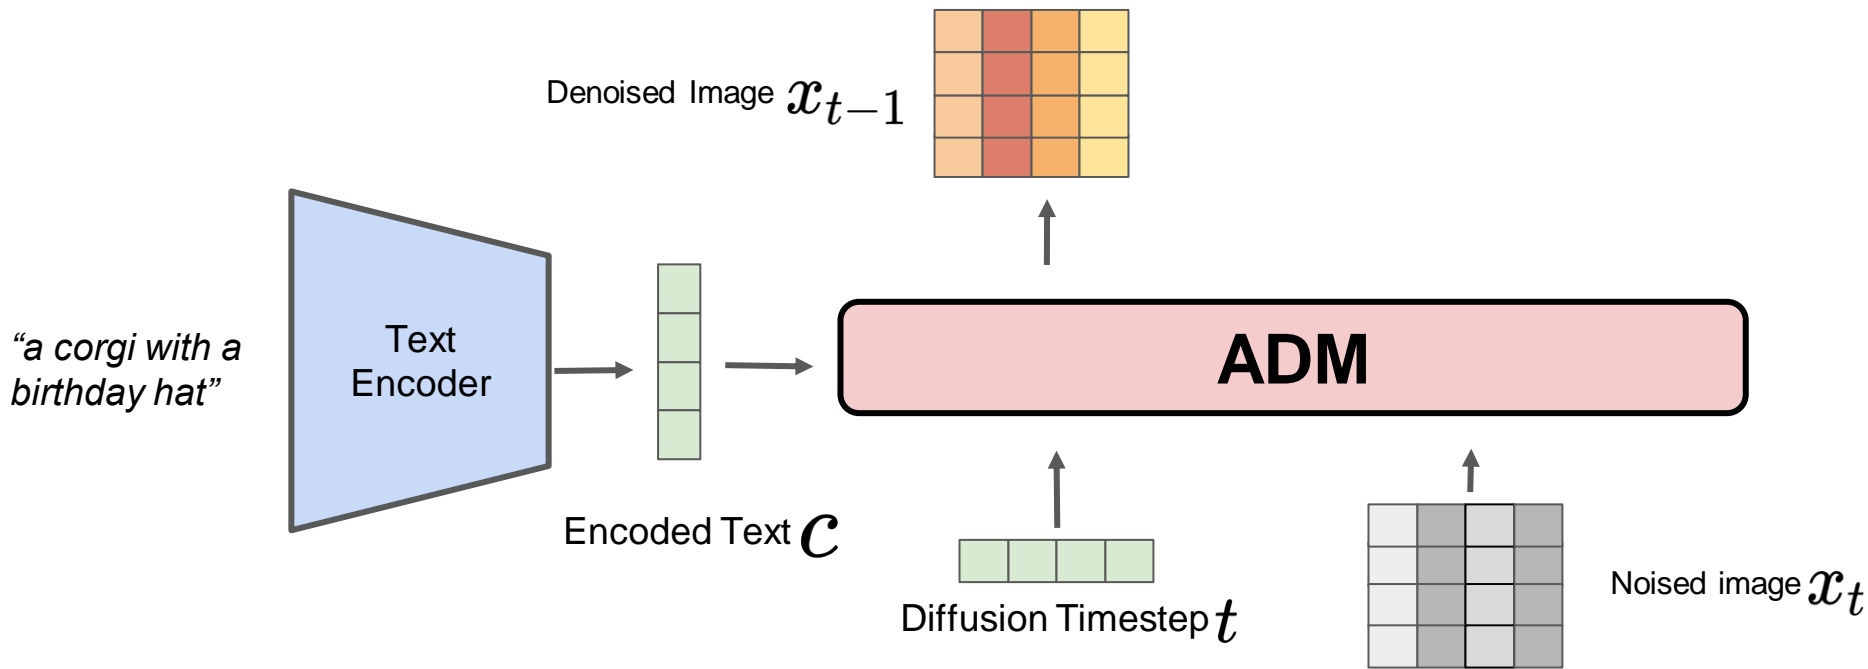 Denoised Image x_{t-1}
“a corgi with a
birthday hat”
Text
Encoder
ADM
Encoded Text c
Diffusion Timestep t
Noised image x_t